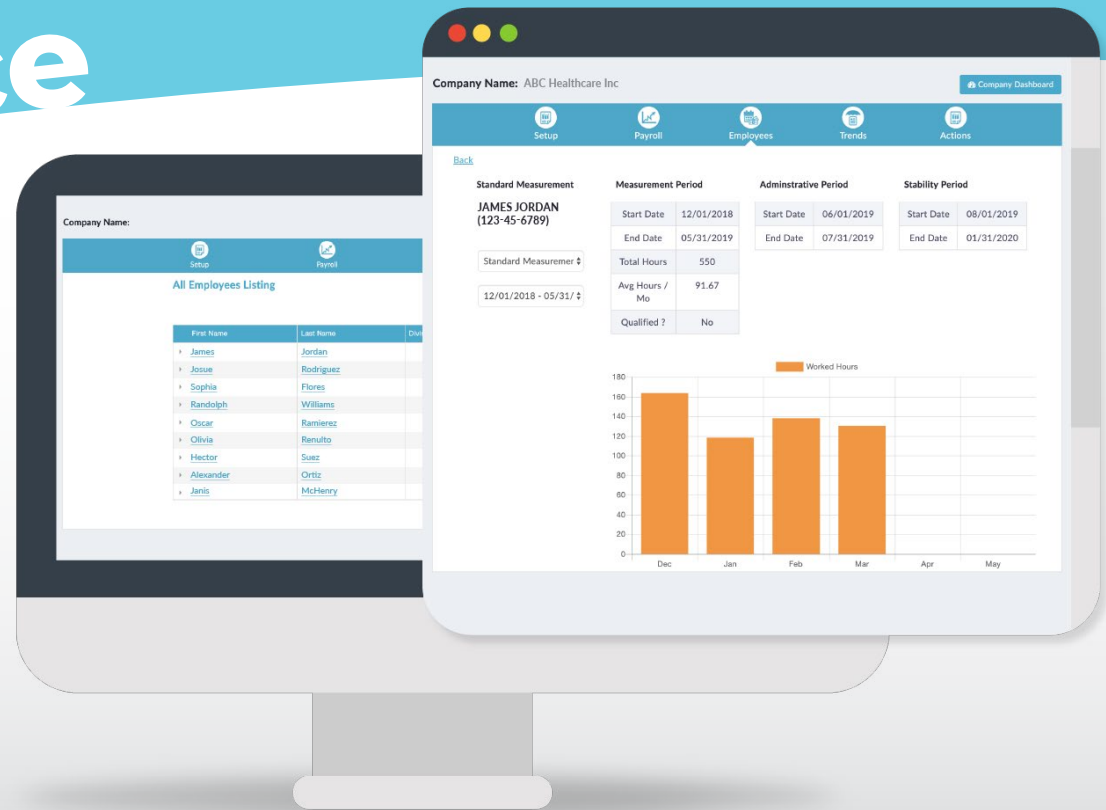 ce
Company Name:
Setup
Payroll
All Employees Listing
First Name Last Name
James Jordan
Josue Rodriguez
Sophia Flores
Randolph Williams
Oscar Ramierez
Olivia Renulto
Hector Suez
Alexander Ortiz
Janis McHenry
Company Name: ABC Healthcare Inc
Company Dashboard
Setup Payroll Employees Trends Actions
Back
Standard Measurement
JAMES JORDAN
(123-45-6789)
Standard Measuremer
12/01/2018 - 05/31/
Measurement Period
Start Date 12/01/2018
End Date 05/31/2019
Total Hours 550
Avg Hours /
Mo
91.67
Qualified ? No
Adminstrative Period
Start Date 06/01/2019
End Date 07/31/2019
Stability Period
Start Date 08/01/2019
End Date 01/31/2020
Worked Hours
180
160
140
120
100
80
60
40
20
0
Dec Jan Feb Mar Apr May